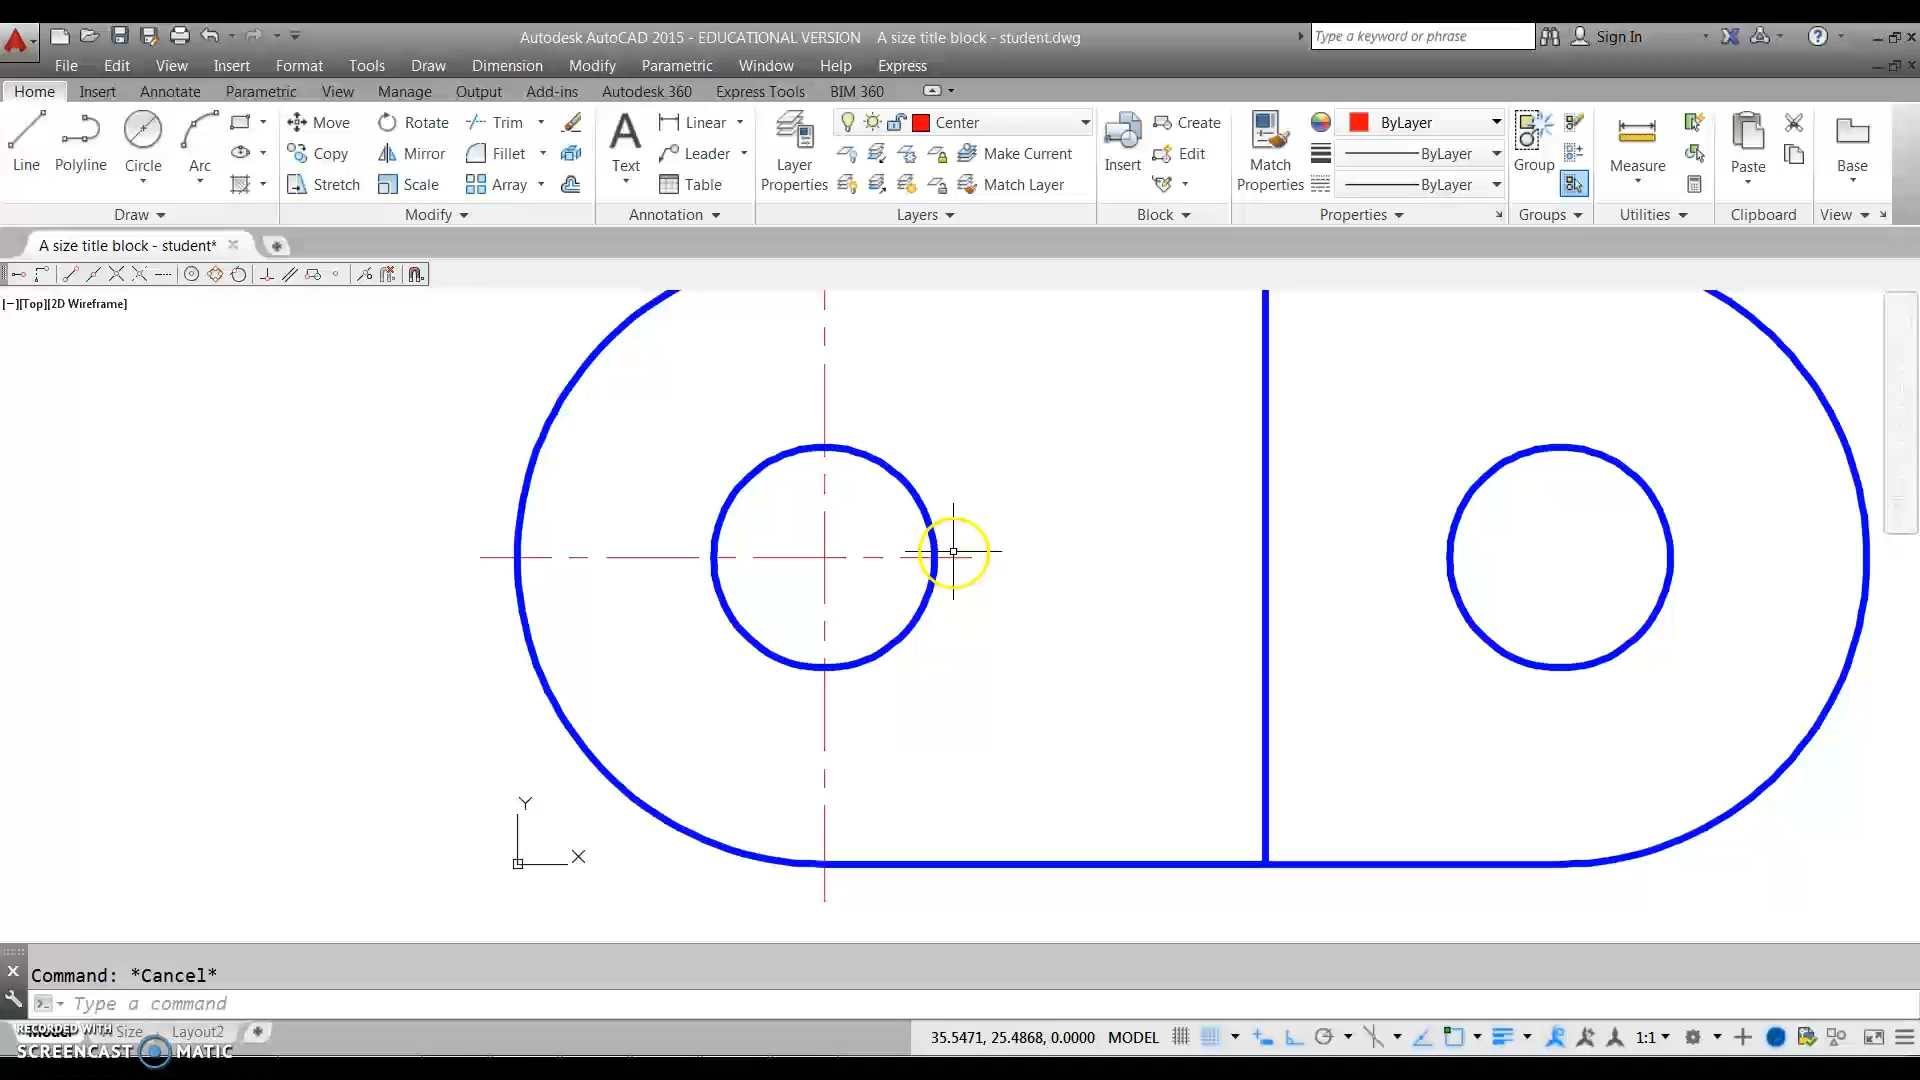 Autodesk AutoCAD 2015 - EDUCATIONAL VERSION A size title block - student.dwg
Type a keyword or phrase
Sign In
File Edit View Insert Format Tools Draw Dimension Modify Parametric Window Help Express
Home Insert Annotate Parametric View Manage Output Add-ins Autodesk 360 Express Tools BIM 360
Line Polyline Circle Arc
Move Rotate Trim
Copy Mirror Fillet
Stretch Scale Array
Text
Linear
Leader
Table
Layer Properties
Center
Make Current
Match Layer
Insert
Create
Edit
Match Properties
ByLayer
ByLayer
ByLayer
Group
Measure
Paste
Base
Draw Modify Annotation Layers Block Properties Groups Utilities Clipboard View
A size title block - student*
[−][Top][2D Wireframe]
Y
X
Command: *Cancel*
Type a command
Model A Size Layout2
RECORDED WITH
SCREENCAST MATIC
35.5471, 25.4868, 0.0000 MODEL
1:1